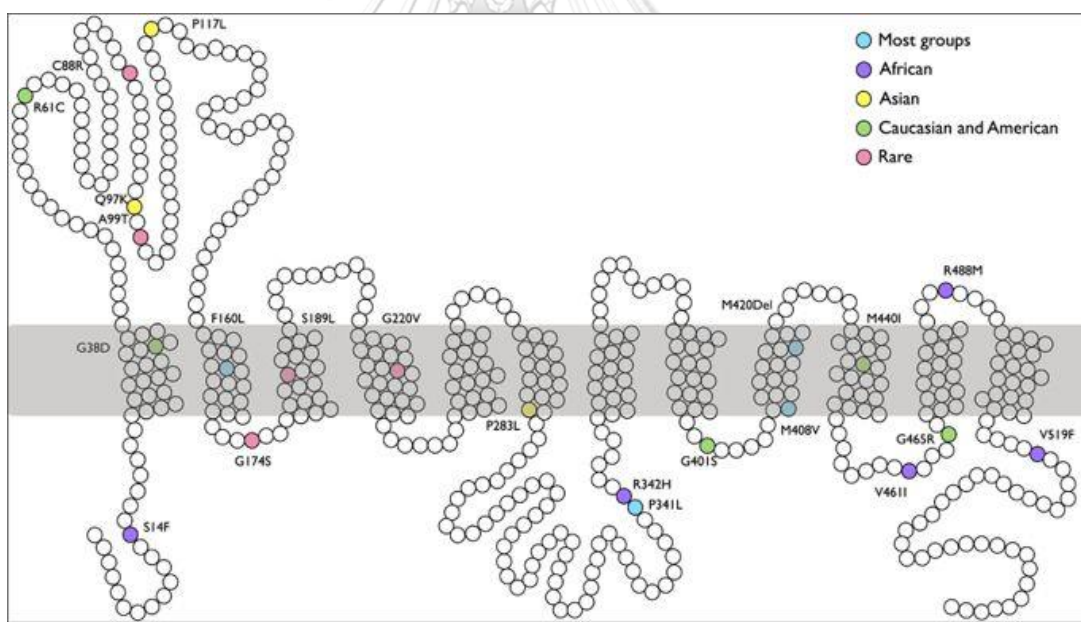 P117L
C88R
R61C
Q97K
A99T
Most groups
African
Asian
Caucasian and American
Rare
R488M
M420Del
F160L
S189L
G220V
M440I
G38D
P283L
M408V
G174S
G401S
G465R
V519F
V461I
R342H
P341L
S14F